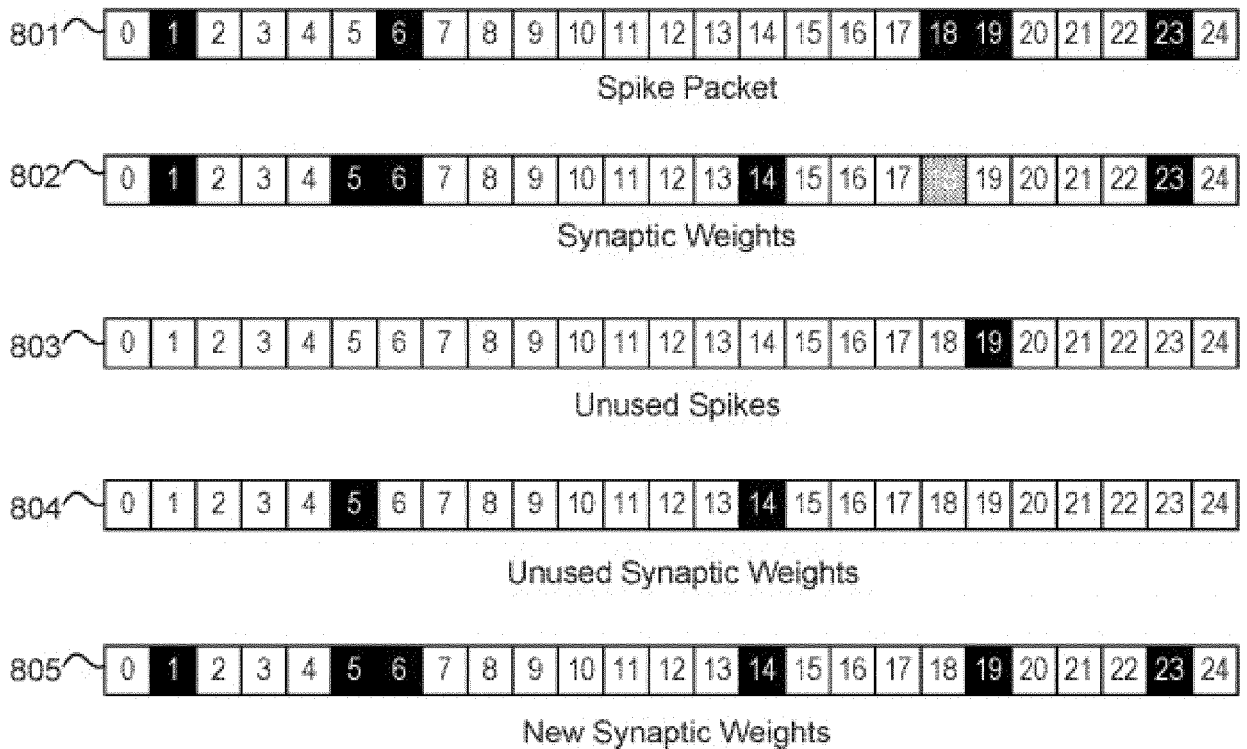 801 0 1 2 3 4 5 6 7 8 9 10 11 12 13 14 15 16 17 18 19 20 21 22 23 24
Spike Packet
802 0 1 2 3 4 5 6 7 8 9 10 11 12 13 14 15 16 17 19 20 21 22 23 24
Synaptic Weights
803 0 1 2 3 4 5 6 7 8 9 10 11 12 13 14 15 16 17 18 19 20 21 22 23 24
Unused Spikes
804 0 1 2 3 4 5 6 7 8 9 10 11 12 13 14 15 16 17 18 19 20 21 22 23 24
Unused Synaptic Weights
805 0 1 2 3 4 5 6 7 8 9 10 11 12 13 14 15 16 17 18 19 20 21 22 23 24
New Synaptic Weights